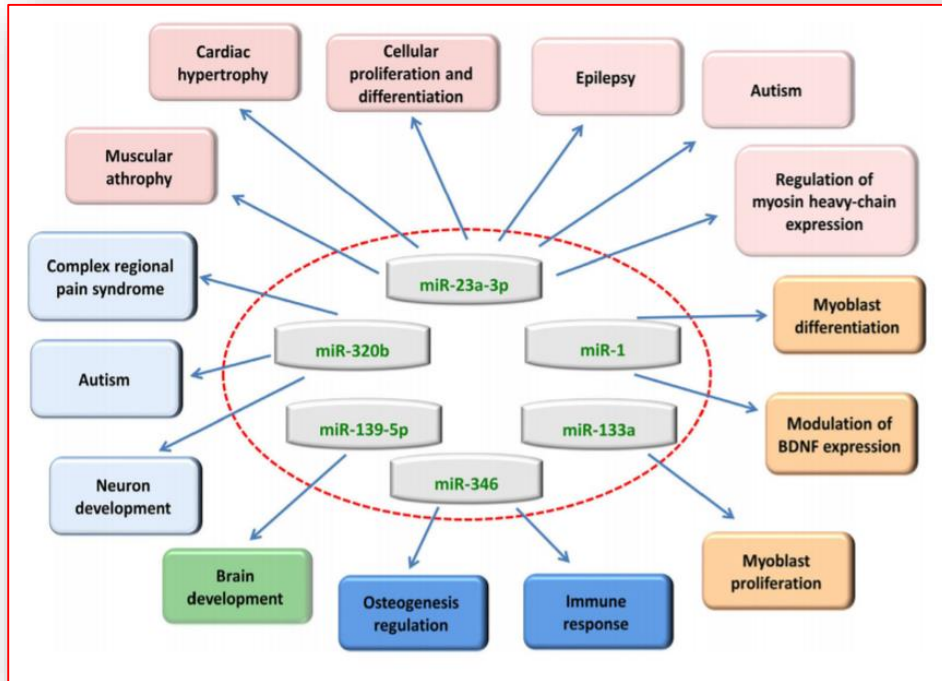 Cardiac
hypertrophy
Cellular
proliferation and
differentiation
Epilepsy
Autism
Muscular
athrophy
Regulation of
myosin heavy-chain
expression
Complex regional
pain syndrome
miR-23a-3p
Myoblast
differentiation
miR-320b
miR-1
Autism
miR-139-5p
miR-133a
Modulation of
BDNF expression
miR-346
Neuron
development
Brain
development
Osteogenesis
regulation
Immune
response
Myoblast
proliferation